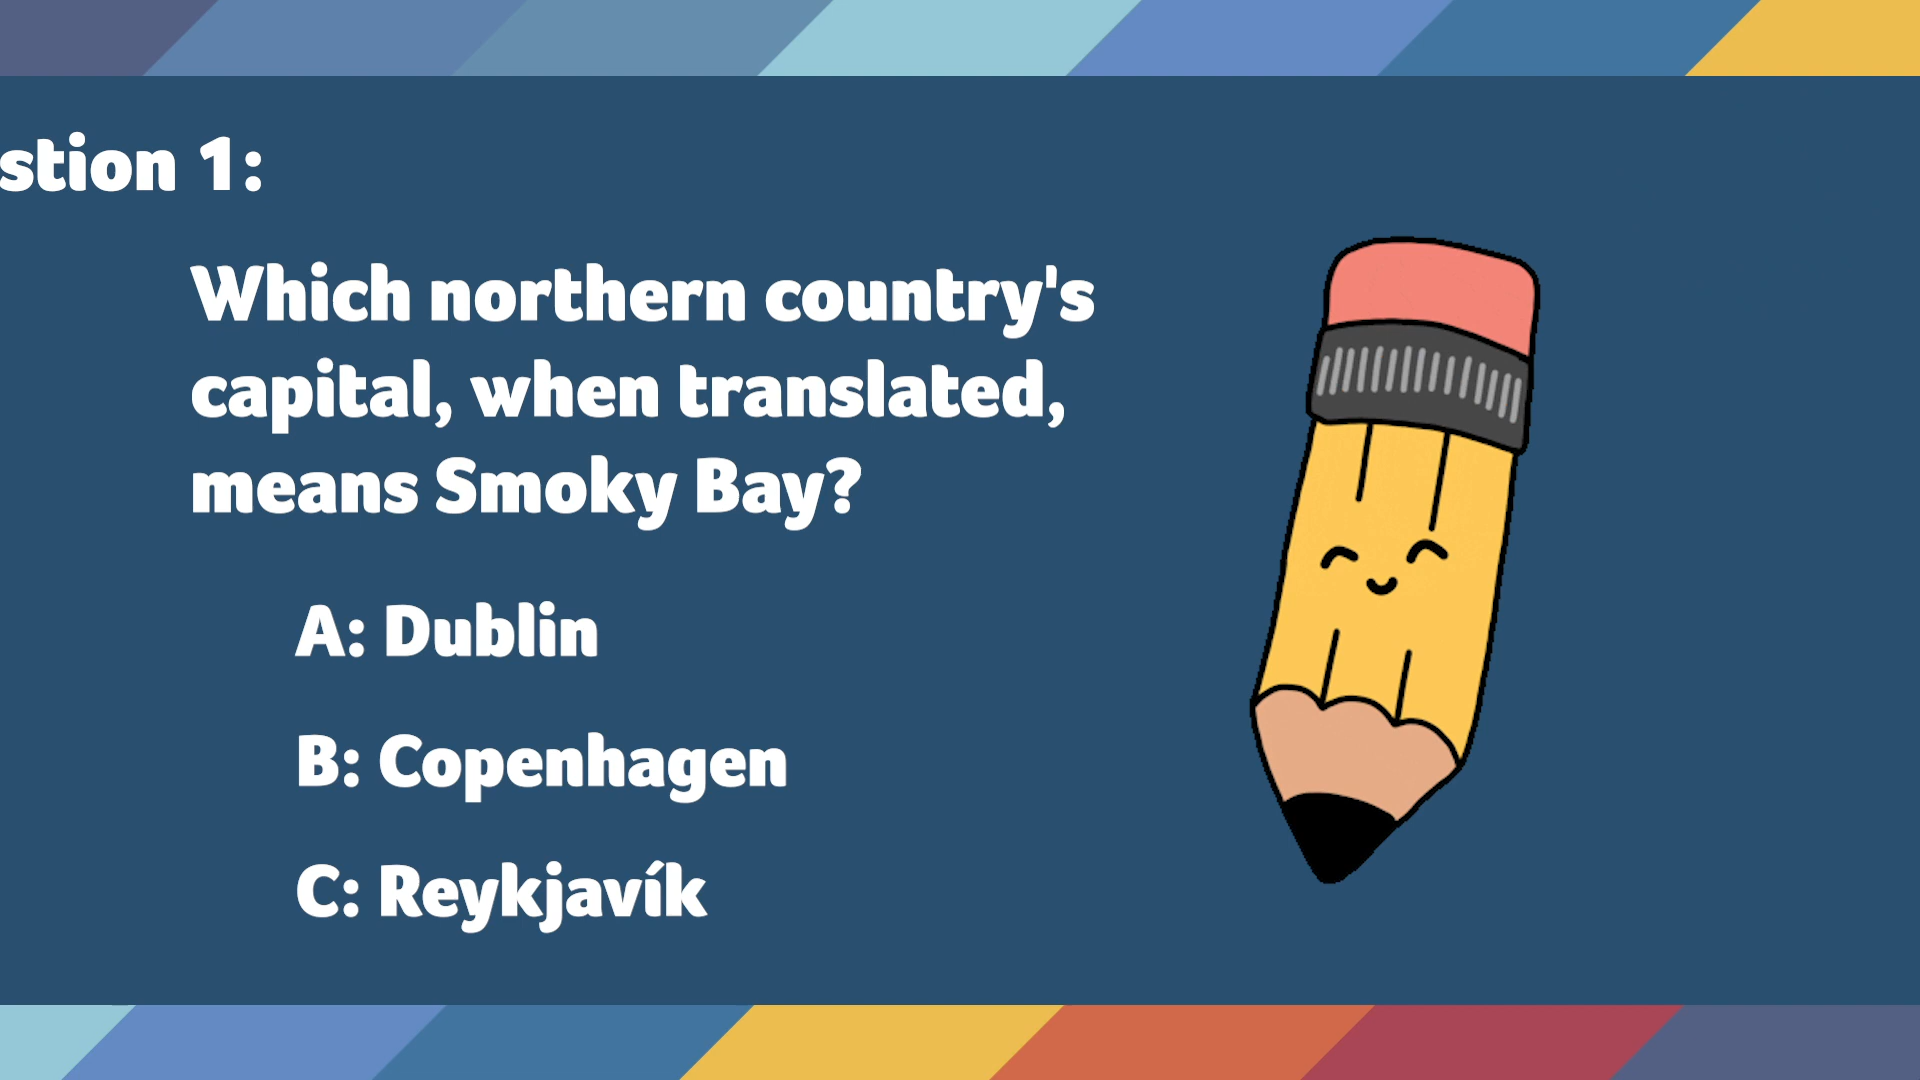 stion 1:
Which northern country's
capital, when translated,
means Smoky Bay?
A: Dublin
B: Copenhagen
C: Reykjavík